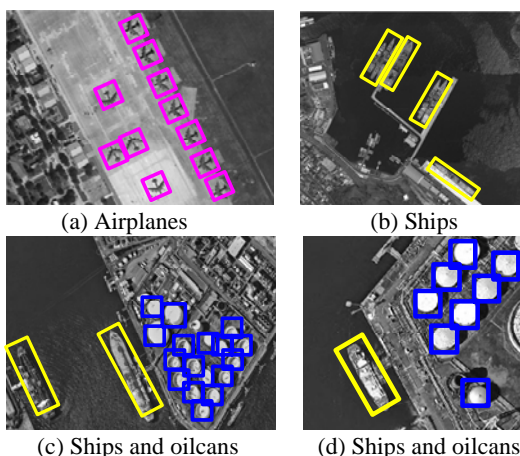 (a) Airplanes
(b) Ships
(c) Ships and oilcans
(d) Ships and oilcans